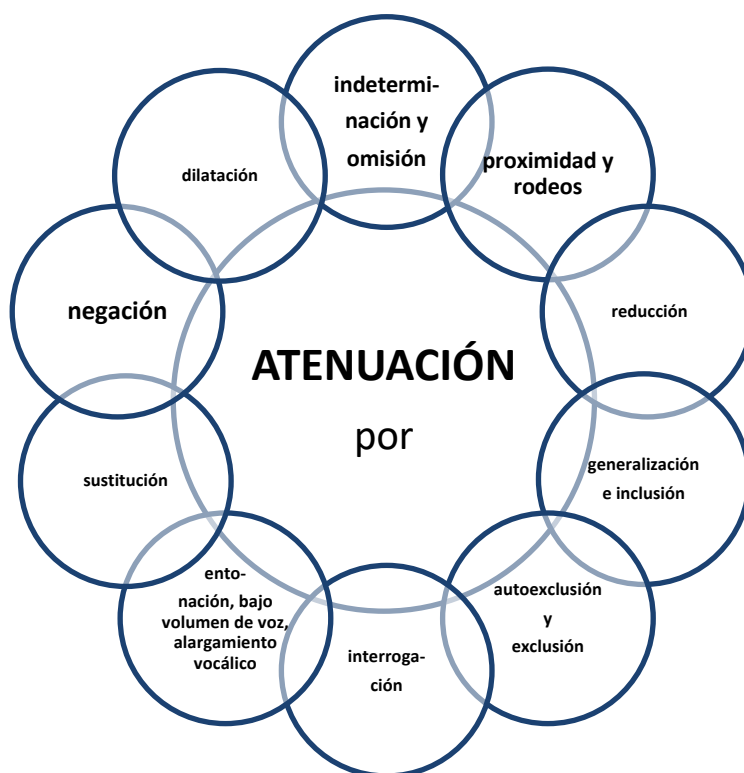 indetermi-
nación y
omisión
proximidad y
rodeos
reducción
generalización
e inclusión
autoexclusión
y
exclusión
interroga-
ción
ento-
nación, bajo
volumen de voz,
alargamiento
vocálico
sustitución
negación
dilatación
ATENUACIÓN
por